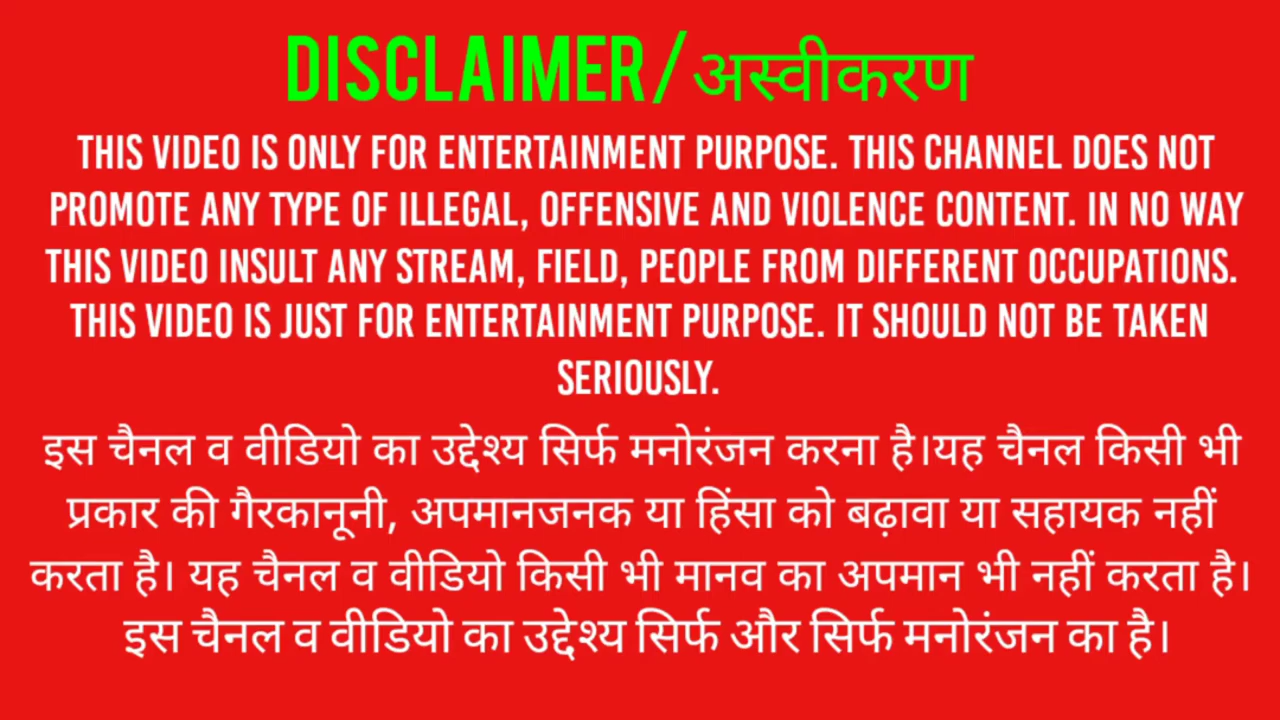 DISCLAIMER/अस्वीकरण
THIS VIDEO IS ONLY FOR ENTERTAINMENT PURPOSE. THIS CHANNEL DOES NOT
PROMOTE ANY TYPE OF ILLEGAL, OFFENSIVE AND VIOLENCE CONTENT. IN NO WAY
THIS VIDEO INSULT ANY STREAM, FIELD, PEOPLE FROM DIFFERENT OCCUPATIONS.
THIS VIDEO IS JUST FOR ENTERTAINMENT PURPOSE. IT SHOULD NOT BE TAKEN
SERIOUSLY.
इस चैनल व वीडियो का उद्देश्य सिर्फ मनोरंजन करना है।यह चैनल किसी भी
प्रकार की गैरकानूनी, अपमानजनक या हिंसा को बढ़ावा या सहायक नहीं
करता है। यह चैनल व वीडियो किसी भी मानव का अपमान भी नहीं करता है।
इस चैनल व वीडियो का उद्देश्य सिर्फ और सिर्फ मनोरंजन का है।